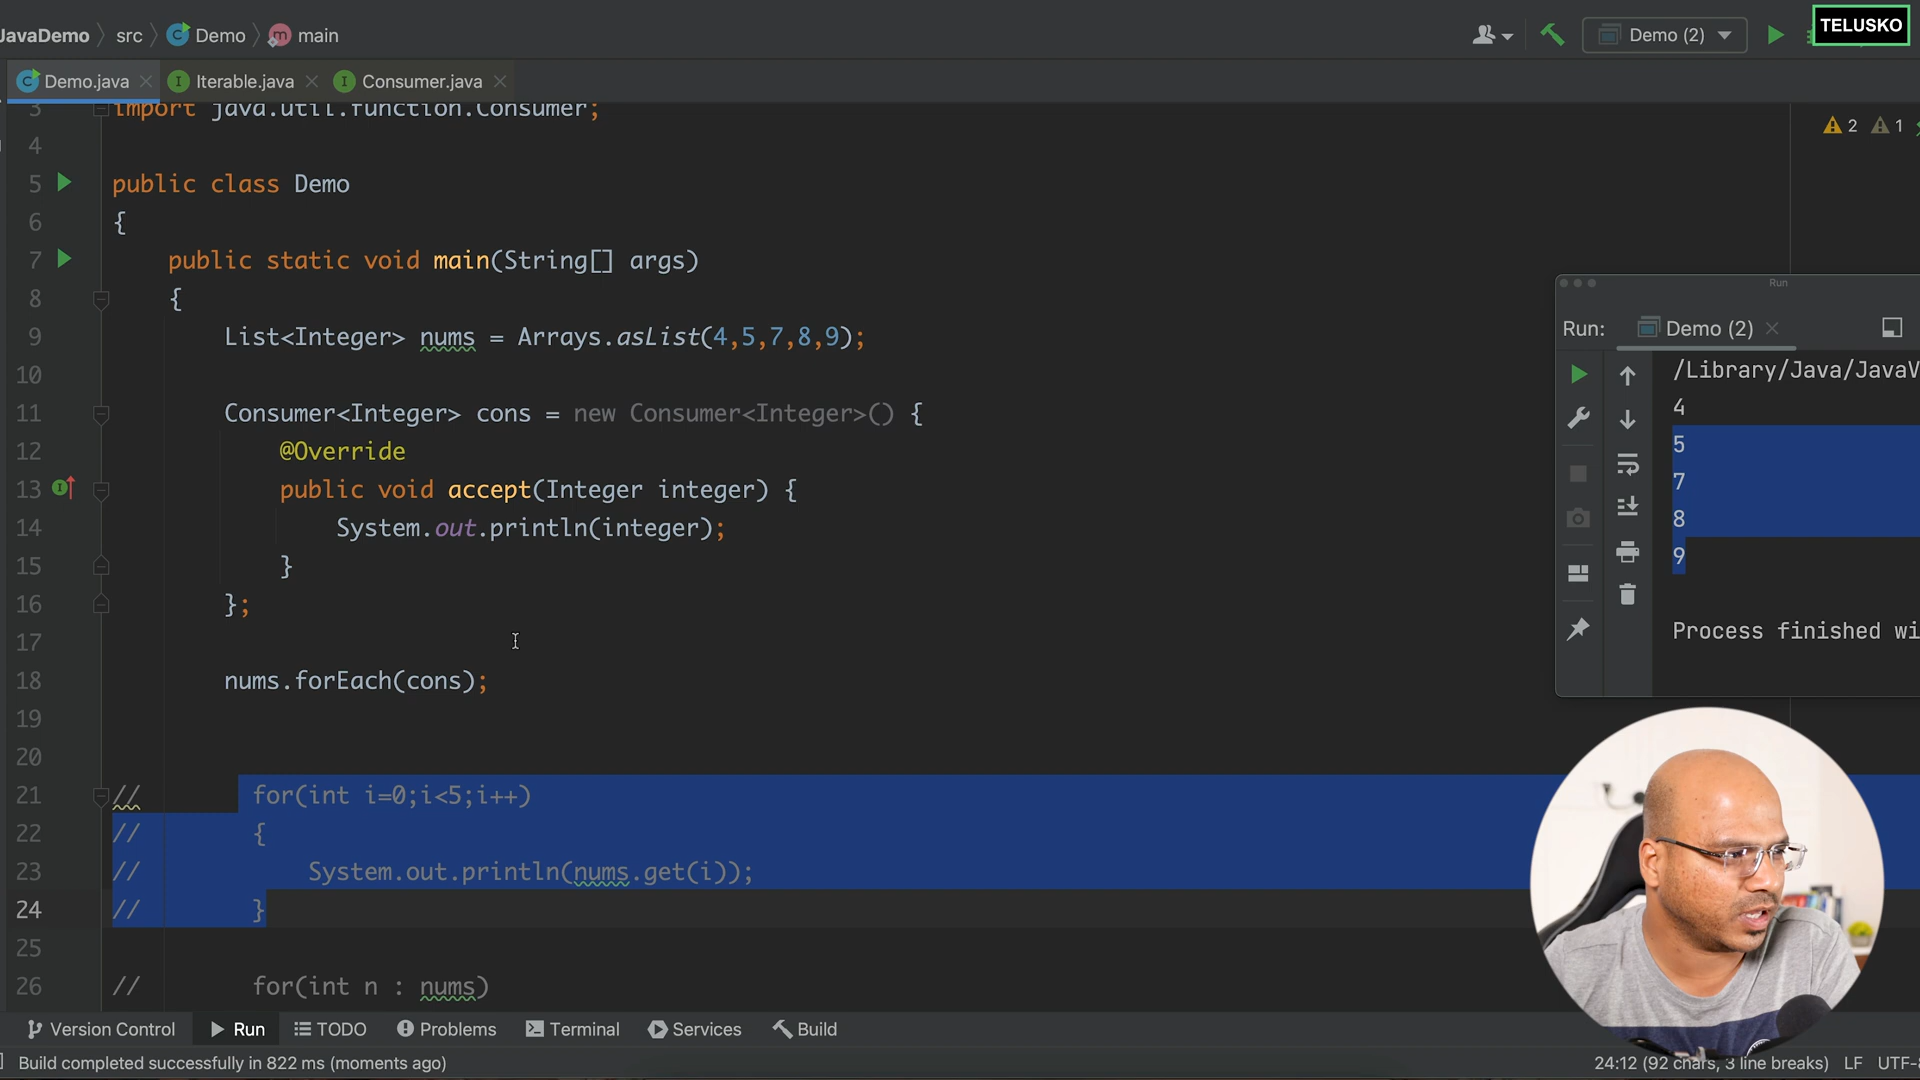 JavaDemo src Demo main
Demo (2)
TELUSKO
Demo.java Iterable.java Consumer.java
3 import java.util.function.Consumer;
2 1
4
5 public class Demo
6 {
7 public static void main(String[] args)
8 {
9 List<Integer> nums = Arrays.asList(4,5,7,8,9);
10
11 Consumer<Integer> cons = new Consumer<Integer>() {
12 @Override
13 public void accept(Integer integer) {
14 System.out.println(integer);
15 }
16 };
17
18 nums.forEach(cons);
19
20
21 // for(int i=0;i<5;i++)
22 // {
23 // System.out.println(nums.get(i));
24 // }
25
26 // for(int n : nums)
Run
Run: Demo (2)
/Library/Java/JavaV
4
5
7
8
9
Process finished wi
Version Control Run TODO Problems Terminal Services Build
Build completed successfully in 822 ms (moments ago)
24:12 (92 chars, 3 line breaks) LF UTF-8